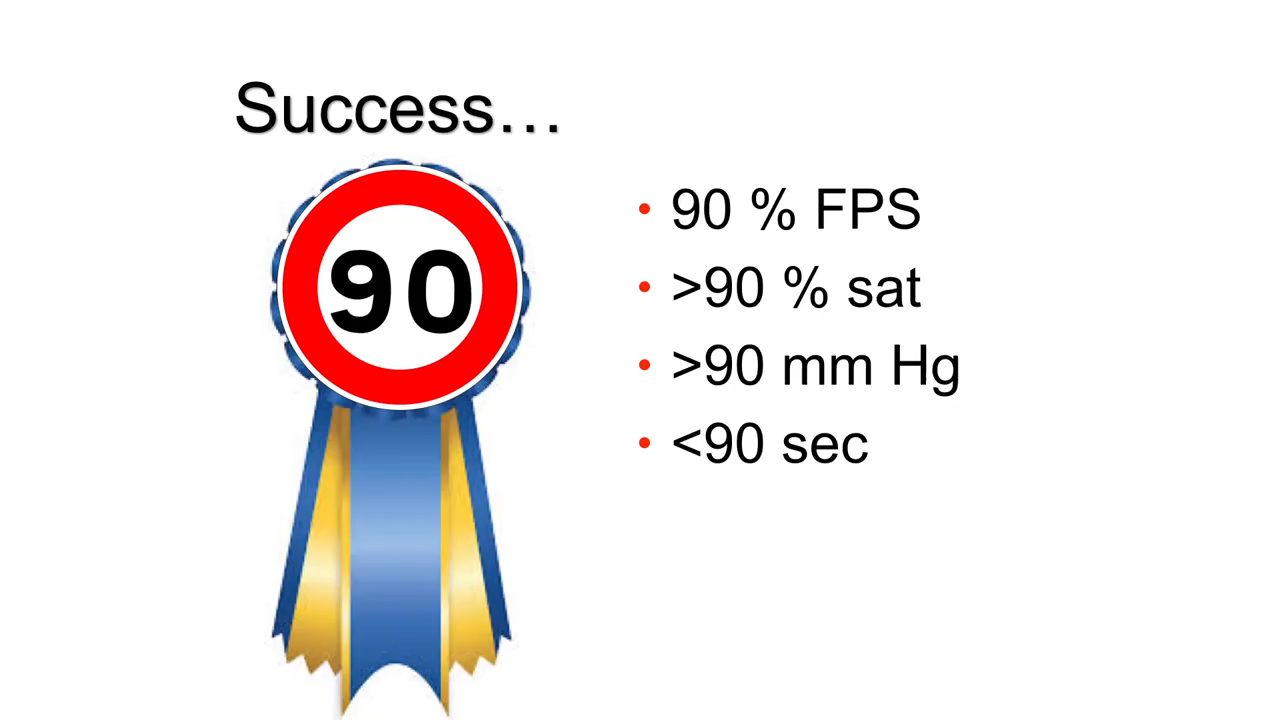 Success…
90
• 90 % FPS
• >90 % sat
• >90 mm Hg
• <90 sec